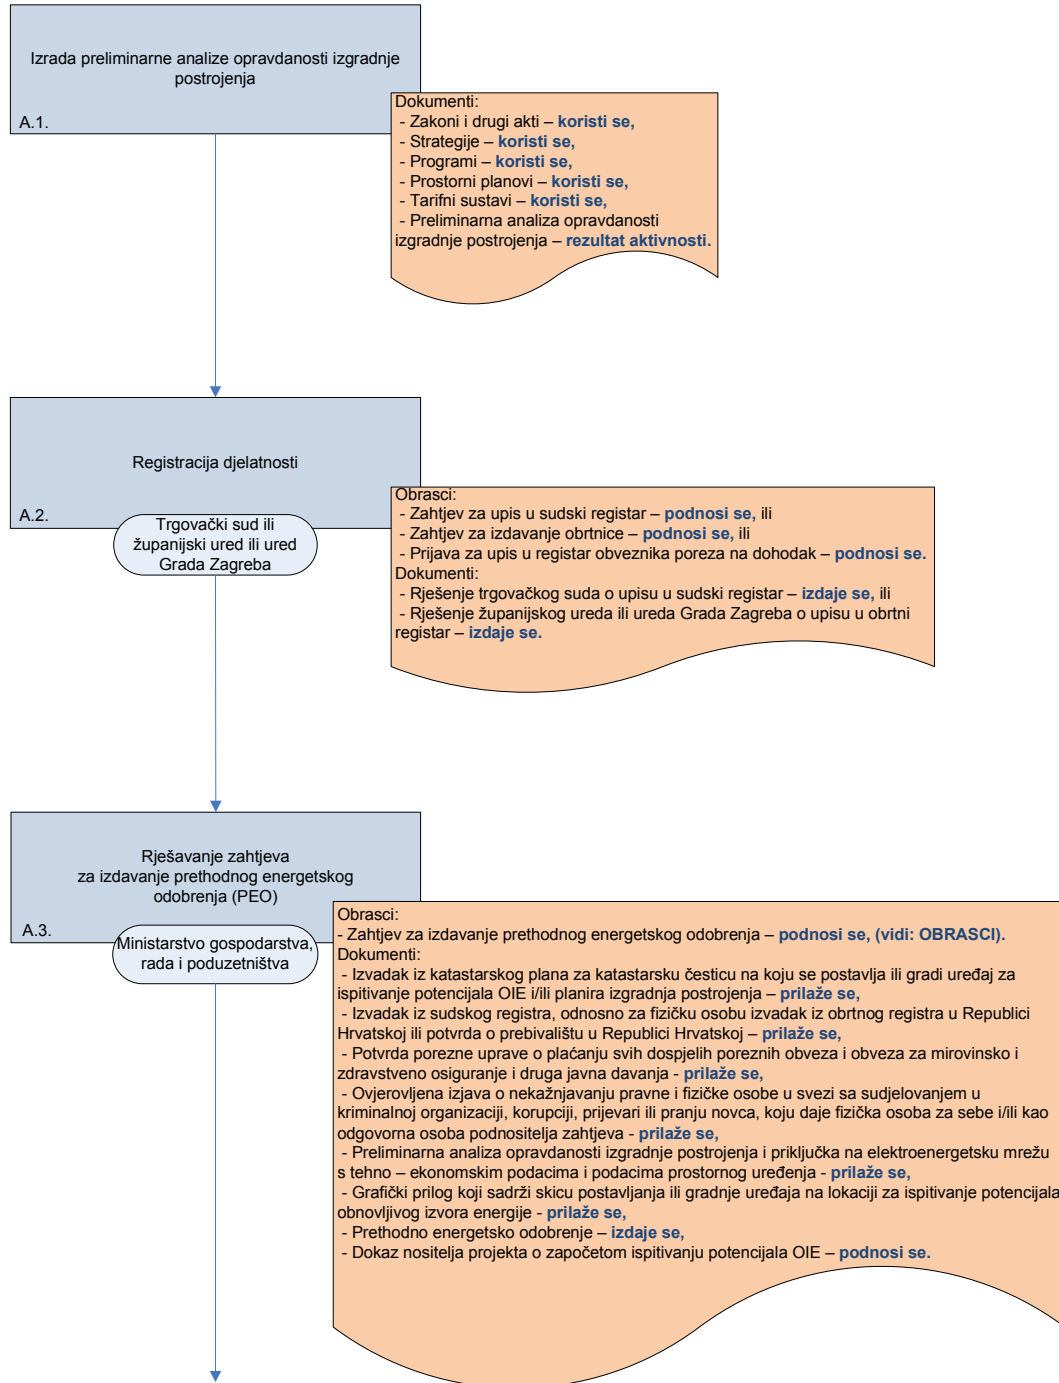 Izrada preliminarne analize opravdanosti izgradnje
postrojenja
A.1.
Dokumenti:
- Zakoni i drugi akti – koristi se,
- Strategije – koristi se,
- Programi – koristi se,
- Prostorni planovi – koristi se,
- Tarifni sustavi – koristi se,
- Preliminarna analiza opravdanosti
izgradnje postrojenja – rezultat aktivnosti.
Registracija djelatnosti
A.2.
Trgovački sud ili
županijski ured ili ured
Grada Zagreba
Obrasci:
- Zahtjev za upis u sudski registar – podnosi se, ili
- Zahtjev za izdavanje obrtnice – podnosi se, ili
- Prijava za upis u registar obveznika poreza na dohodak – podnosi se.
Dokumenti:
- Rješenje trgovačkog suda o upisu u sudski registar – izdaje se, ili
- Rješenje županijskog ureda ili ureda Grada Zagreba o upisu u obrtni
registar – izdaje se.
Rješavanje zahtjeva
za izdavanje prethodnog energetskog
odobrenja (PEO)
A.3.
Ministarstvo gospodarstva,
rada i poduzetništva
Obrasci:
- Zahtjev za izdavanje prethodnog energetskog odobrenja – podnosi se, (vidi: OBRASCI).
Dokumenti:
- Izvadak iz katastarskog plana za katastarsku česticu na koju se postavlja ili gradi uređaj za
ispitivanje potencijala OIE i/ili planira izgradnja postrojenja – prilaže se,
- Izvadak iz sudskog registra, odnosno za fizičku osobu izvadak iz obrtnog registra u Republici
Hrvatskoj ili potvrda o prebivalištu u Republici Hrvatskoj – prilaže se,
- Potvrda porezne uprave o plaćanju svih dospjelih poreznih obveza i obveza za mirovinsko i
zdravstveno osiguranje i druga javna davanja - prilaže se,
- Ovjerovljena izjava o nekažnjavanju pravne i fizičke osobe u svezi sa sudjelovanjem u
kriminalnoj organizaciji, korupciji, prijevari ili pranju novca, koju daje fizička osoba za sebe i/ili kao
odgovorna osoba podnositelja zahtjeva - prilaže se,
- Preliminarna analiza opravdanosti izgradnje postrojenja i priključka na elektroenergetsku mrežu
s tehno – ekonomskim podacima i podacima prostornog uređenja - prilaže se,
- Grafički prilog koji sadrži skicu postavljanja ili gradnje uređaja na lokaciji za ispitivanje potencijala
obnovljivog izvora energije - prilaže se,
- Prethodno energetsko odobrenje – izdaje se,
- Dokaz nositelja projekta o započetom ispitivanju potencijala OIE – podnosi se.